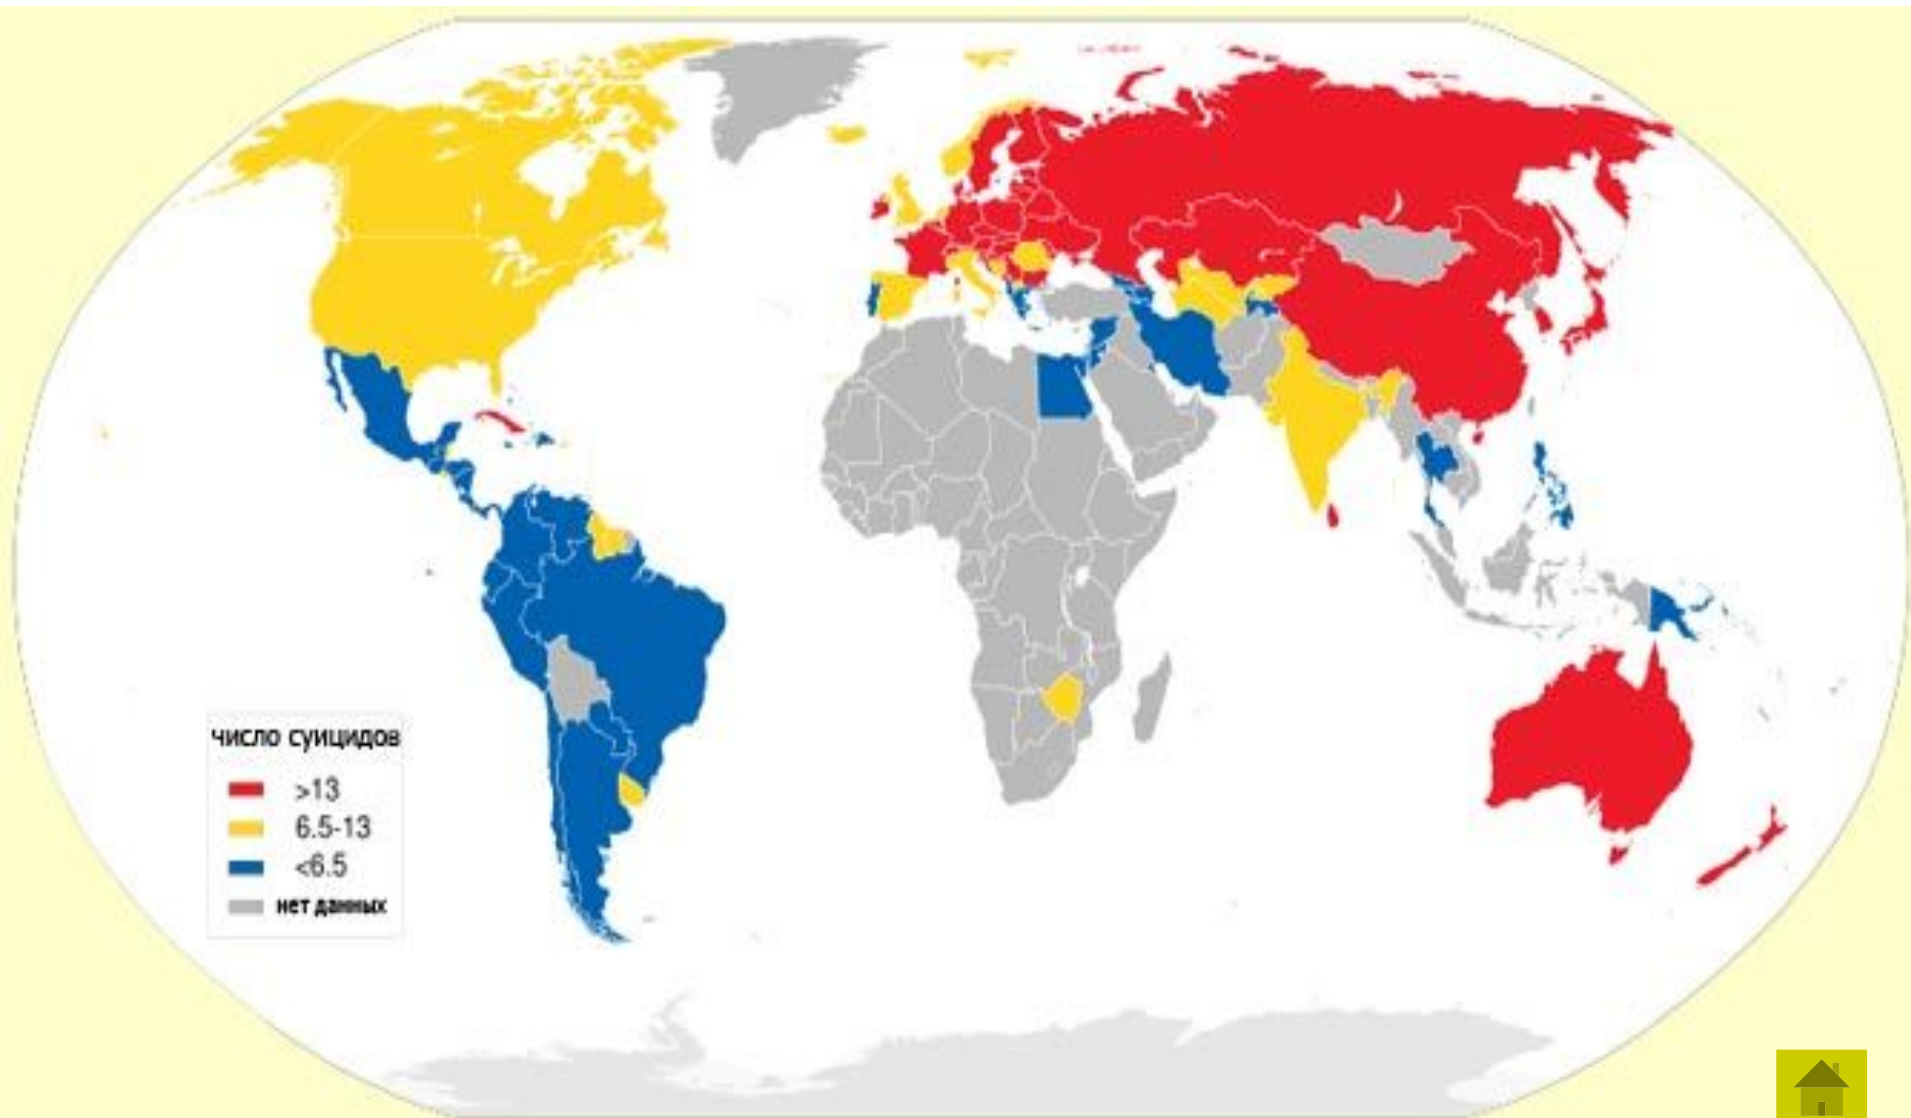 число суицидов
>13
6.5-13
<6.5
нет данных